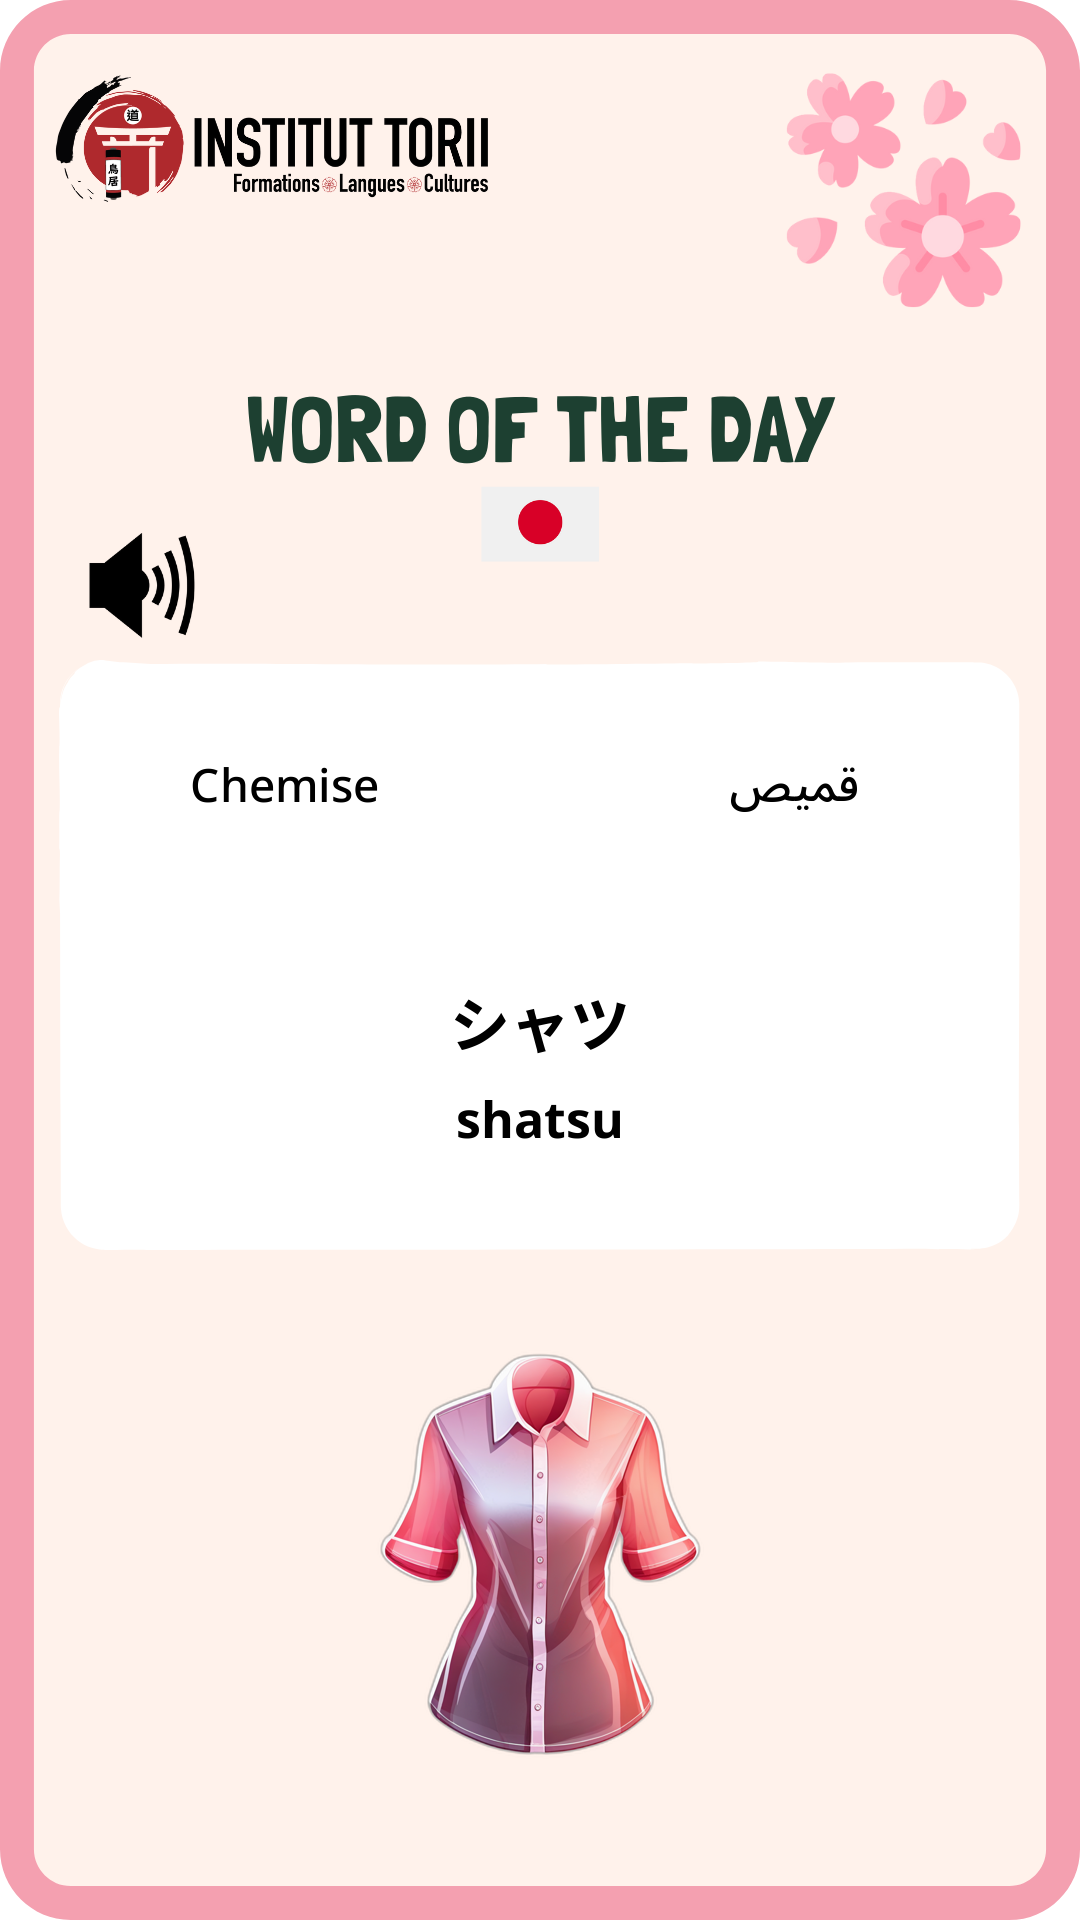 道
鳥居
INSTITUT TORII
Formations Langues Cultures
WORD OF THE DAY
Chemise
قميص
シャツ
shatsu